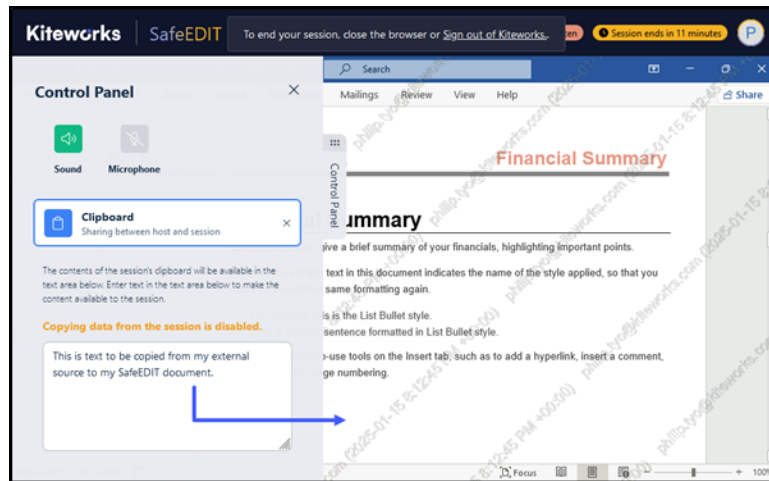 Kiteworks SafeEDIT
To end your session, close the browser or Sign out of Kiteworks.
Session ends in 11 minutes
P
Control Panel
Sound
Microphone
Clipboard
Sharing between host and session
The contents of the session's clipboard will be available in the
text area below. Enter text in the text area below to make the
content available to the session.
Copying data from the session is disabled.
This is text to be copied from my external
source to my SafeEDIT document.
Control Panel
Search
Mailings Review View Help
Share
Financial Summary
give a brief summary of your financials, highlighting important points.
text in this document indicates the name of the style applied, so that you
same formatting again.
is is the List Bullet style.
sentence formatted in List Bullet style.
-use tools on the Insert tab, such as to add a hyperlink, insert a comment,
numbering.
Focus
100%